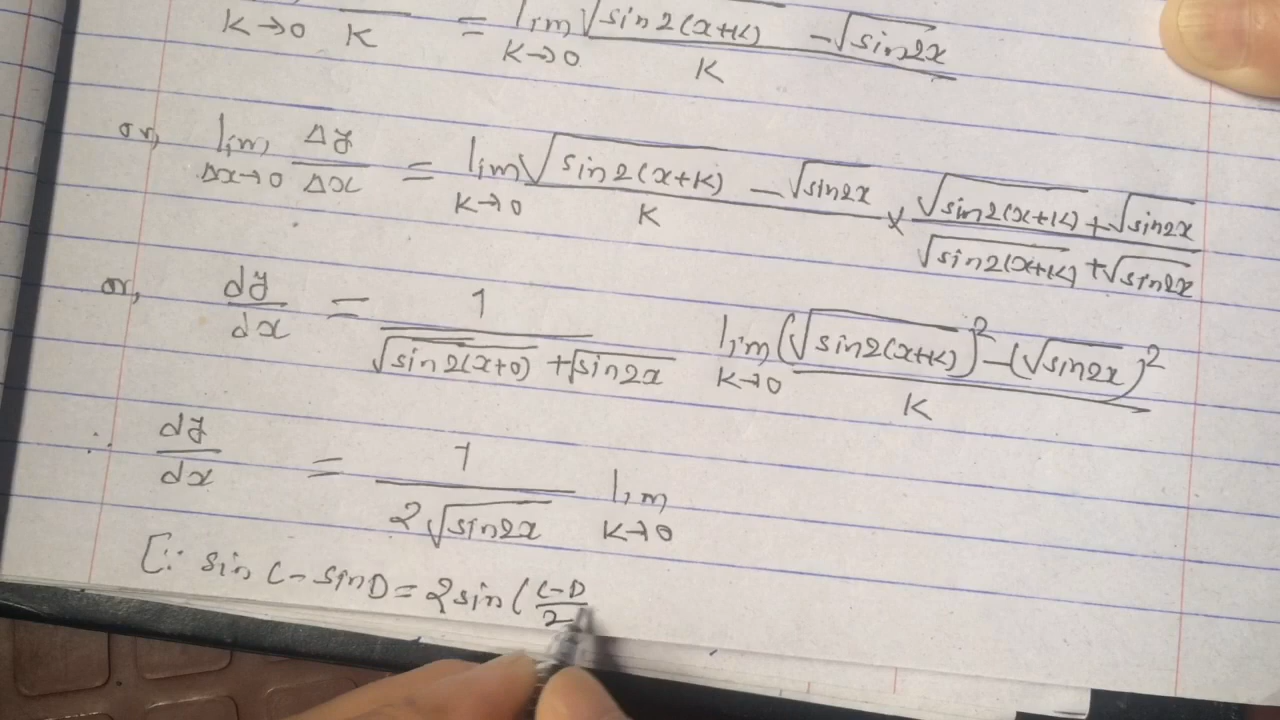 K→0 K = lim K→0 √sin2(x+K) - √sin2x / K
or, lim Δx→0 Δy/Δx = lim K→0 √sin2(x+K) - √sin2x / K × √sin2(x+K) + √sin2x / √sin2(x+K) + √sin2x
or, dy/dx = 1 / √sin2(x+0) + √sin2x lim K→0 (√sin2(x+K))² - (√sin2x)² / K
∴ dy/dx = 1 / 2√sin2x lim K→0
[∵ sin C - sin D = 2 sin (C-D/2